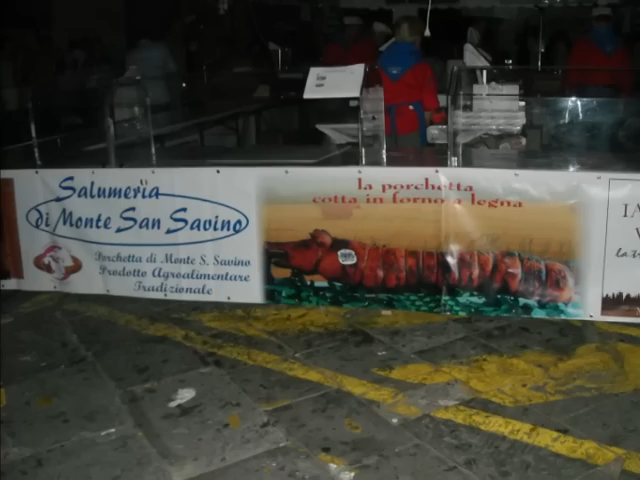 Salumeria
di Monte San Savino
Porchetta di Monte S. Savino
Prodotto Agroalimentare
Tradizionale
la porchetta
cotta in forno a legna